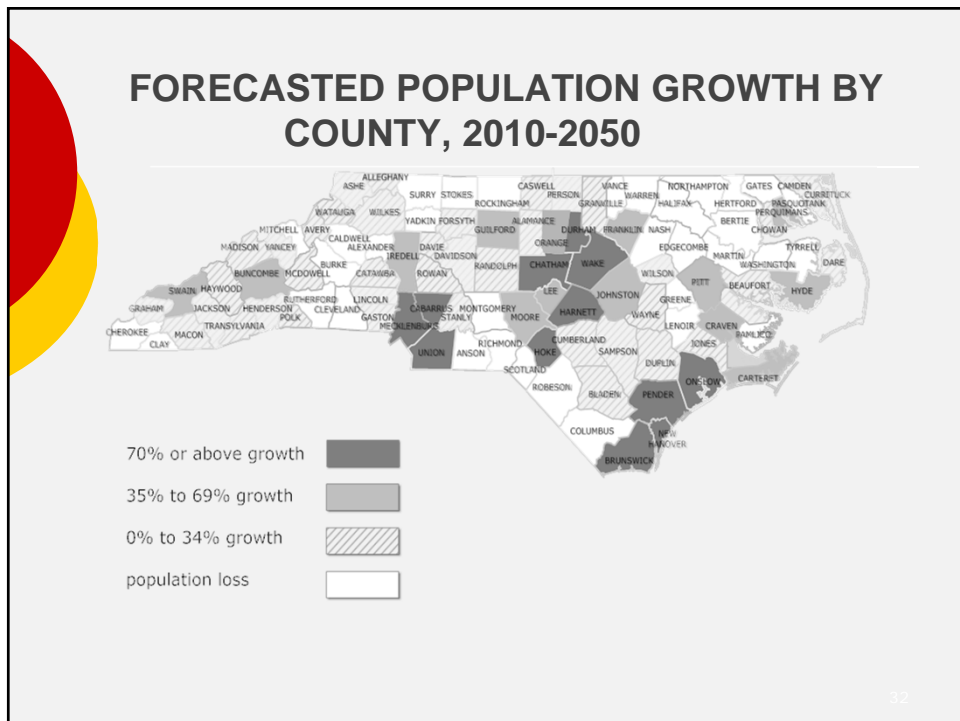 FORECASTED POPULATION GROWTH BY
COUNTY, 2010-2050
ALLEGHANY
ASHE
SURRY STOKES
ROCKINGHAM
CASWELL
PERSON
VANCE
GRANVILLE
WARREN
NORTHAMPTON
HALIFAX
GATES CAMDEN
CURRITUCK
PASQUOTANK
PERQUIMANS
HERTFORD
BERTIE
CHOWAN
WATAUGA
WILKES
YADKIN FORSYTH
GUILFORD
ALAMANCE
ORANGE
DURHAM
FRANKLIN
NASH
EDGECOMBE
MARTIN
WASHINGTON
TYRRELL
DARE
MITCHELL
AVERY
MADISON
YANCEY
CALDWELL
ALEXANDER
DAVIE
IREDELL
DAVIDSON
RANDOLPH
CHATHAM
WAKE
WILSON
PITT
BEAUFORT
HYDE
BUNCOMBE
MCDOWELL
BURKE
CATAWBA
ROWAN
SWAIN
HAYWOOD
GRAHAM
JACKSON
HENDERSON
POLK
RUTHERFORD
CLEVELAND
LINCOLN
GASTON
MECKLENBURG
CABARRUS
STANLY
MONTGOMERY
MOORE
LEE
HARNETT
JOHNSTON
WAYNE
GREENE
LENOIR
CRAVEN
PAMLICO
CHEROKEE
CLAY
MACON
TRANSYLVANIA
UNION
ANSON
RICHMOND
SCOTLAND
HOKE
CUMBERLAND
SAMPSON
DUPLIN
JONES
ONSLOW
CARTERET
ROBESON
BLADEN
PENDER
COLUMBUS
NEW
HANOVER
BRUNSWICK
70% or above growth
35% to 69% growth
0% to 34% growth
population loss
32